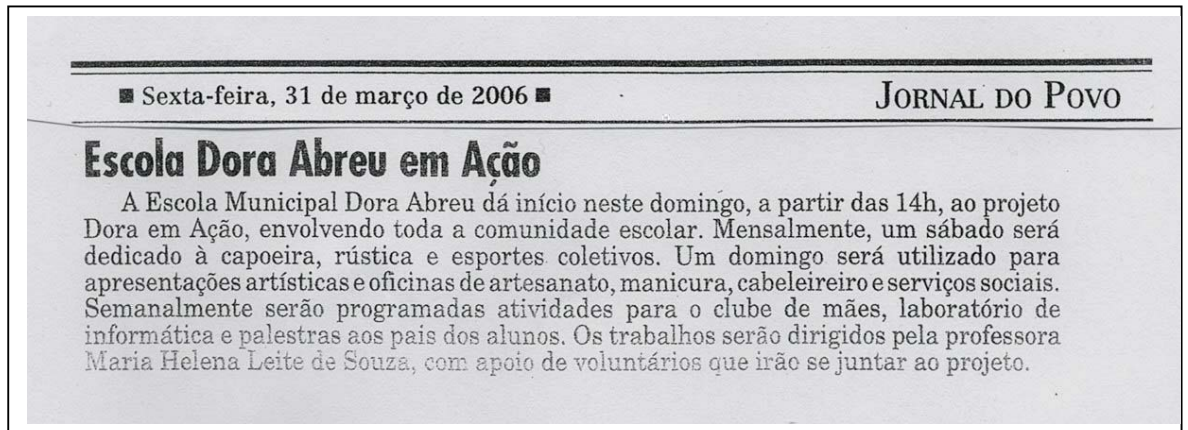 ■ Sexta-feira, 31 de março de 2006 ■ JORNAL DO POVO
Escola Dora Abreu em Ação
A Escola Municipal Dora Abreu dá início neste domingo, a partir das 14h, ao projeto
Dora em Ação, envolvendo toda a comunidade escolar. Mensalmente, um sábado será
dedicado à capoeira, rústica e esportes coletivos. Um domingo será utilizado para
apresentações artísticas e oficinas de artesanato, manicura, cabeleireiro e serviços sociais.
Semanalmente serão programadas atividades para o clube de mães, laboratório de
informática e palestras aos pais dos alunos. Os trabalhos serão dirigidos pela professora
Maria Helena Leite de Souza, com apoio de voluntários que irão se juntar ao projeto.